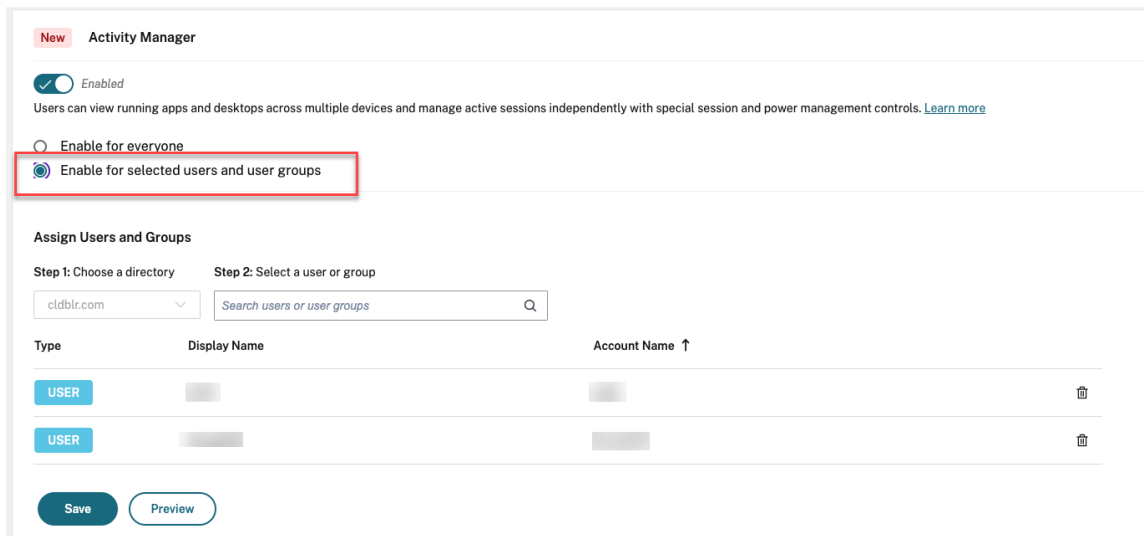 New Activity Manager
Enabled
Users can view running apps and desktops across multiple devices and manage active sessions independently with special session and power management controls. Learn more
Enable for everyone
Enable for selected users and user groups
Assign Users and Groups
Step 1: Choose a directory Step 2: Select a user or group
cldblr.com Search users or user groups
Type Display Name Account Name ↑
USER
USER
Save Preview